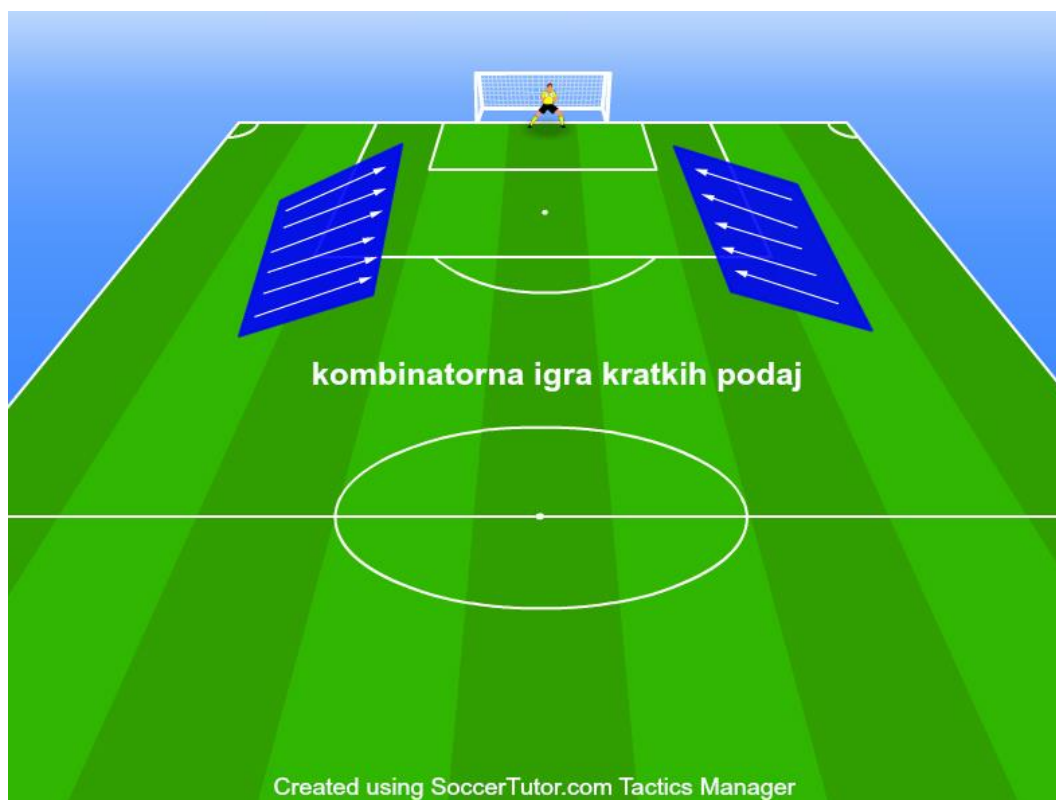 kombinatorna igra kratkih podaj
Created using SoccerTutor.com Tactics Manager